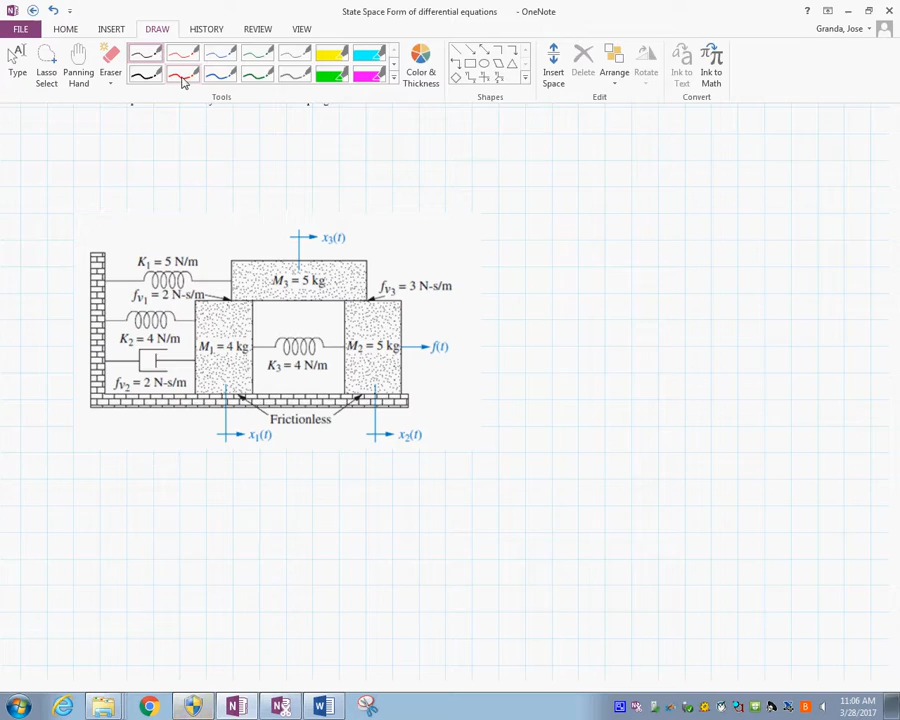 State Space Form of differential equations - OneNote
Granda, Jose
FILE HOME INSERT DRAW HISTORY REVIEW VIEW
Type Lasso Select Panning Hand Eraser Color & Thickness Insert Space Arrange Rotate Ink to Text Ink to Math
Tools Shapes Edit Convert
x3(t)
K1 = 5 N/m
M3 = 5 kg
fv1 = 2 N-s/m
fv3 = 3 N-s/m
K2 = 4 N/m
M1 = 4 kg
M2 = 5 kg
f(t)
K3 = 4 N/m
fv2 = 2 N-s/m
Frictionless
x1(t)
x2(t)
11:06 AM
3/28/2017